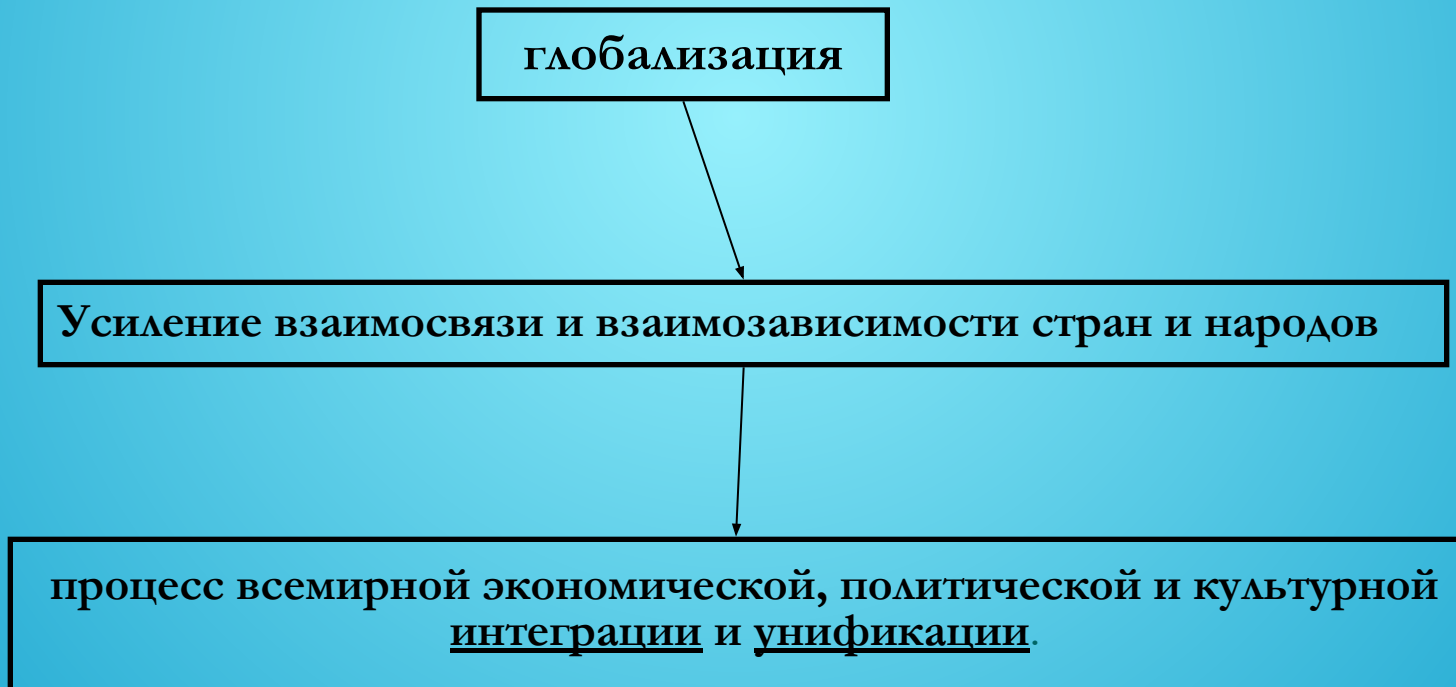 глобализация
Усиление взаимосвязи и взаимозависимости стран и народов
процесс всемирной экономической, политической и культурной
интеграции и унификации.